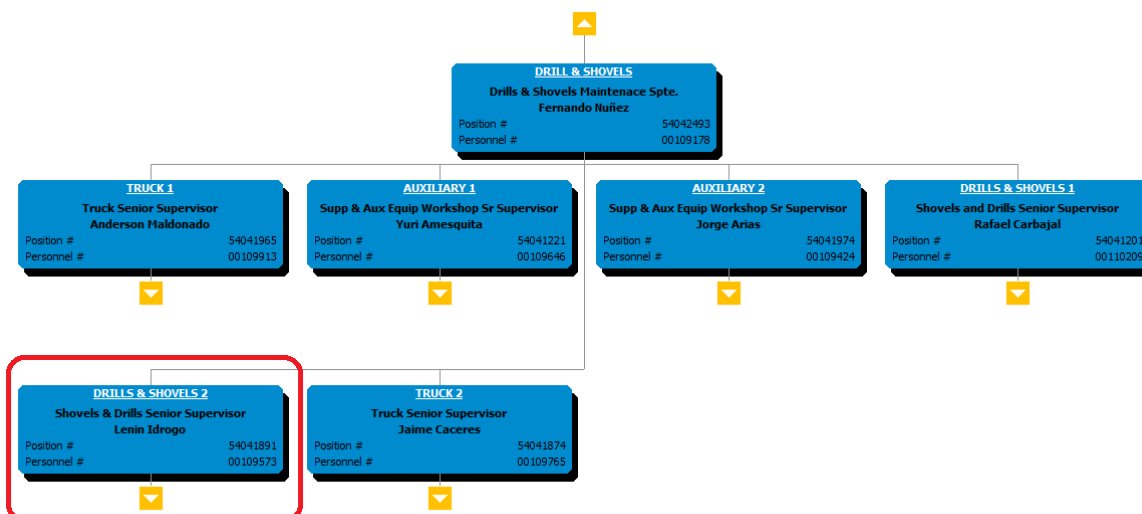 DRILL & SHOVELS
Drills & Shovels Maintenace Spte.
Fernando Nuñez
Position # 54042493
Personnel # 00109178
TRUCK 1
Truck Senior Supervisor
Anderson Maldonado
Position # 54041965
Personnel # 00109913
AUXILIARY 1
Supp & Aux Equip Workshop Sr Supervisor
Yuri Amesquita
Position # 54041221
Personnel # 00109646
AUXILIARY 2
Supp & Aux Equip Workshop Sr Supervisor
Jorge Arias
Position # 54041974
Personnel # 00109424
DRILLS & SHOVELS 1
Shovels and Drills Senior Supervisor
Rafael Carbajal
Position # 54041201
Personnel # 00110209
DRILLS & SHOVELS 2
Shovels & Drills Senior Supervisor
Lenin Idrogo
Position # 54041891
Personnel # 00109573
TRUCK 2
Truck Senior Supervisor
Jaime Caceres
Position # 54041874
Personnel # 00109765